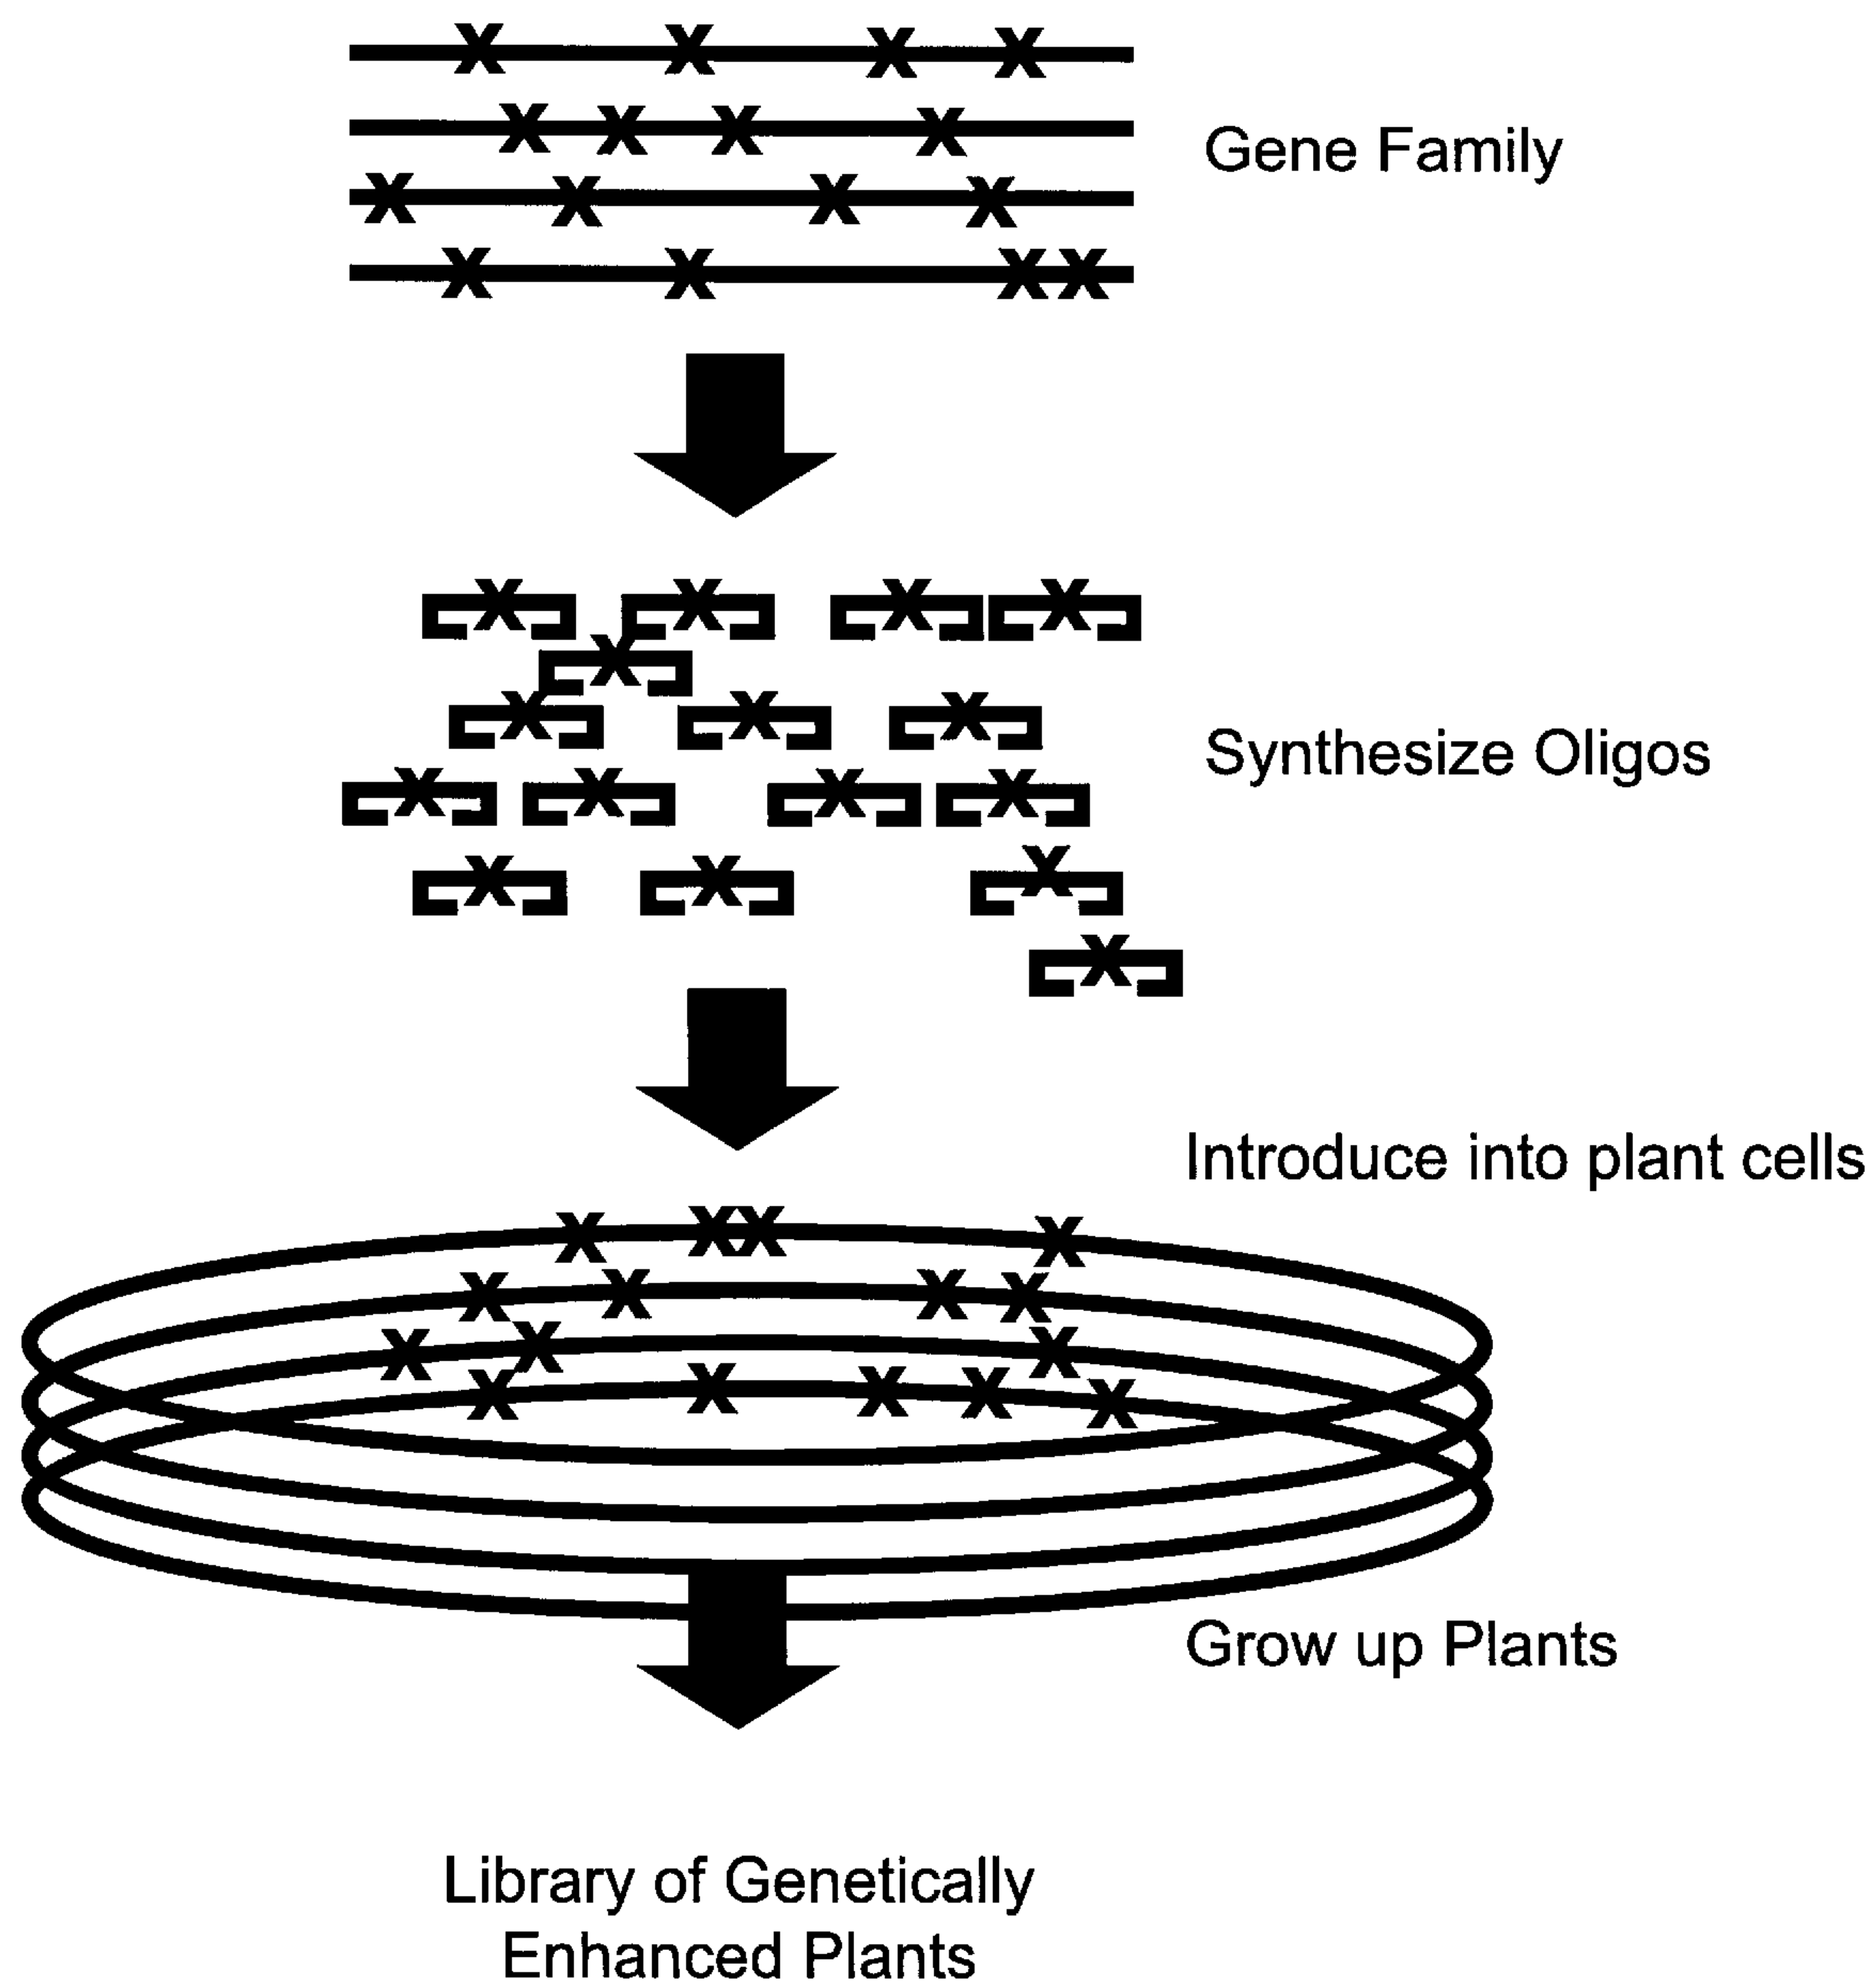 Gene Family
Synthesize Oligos
Introduce into plant cells
Grow up Plants
Library of Genetically
Enhanced Plants